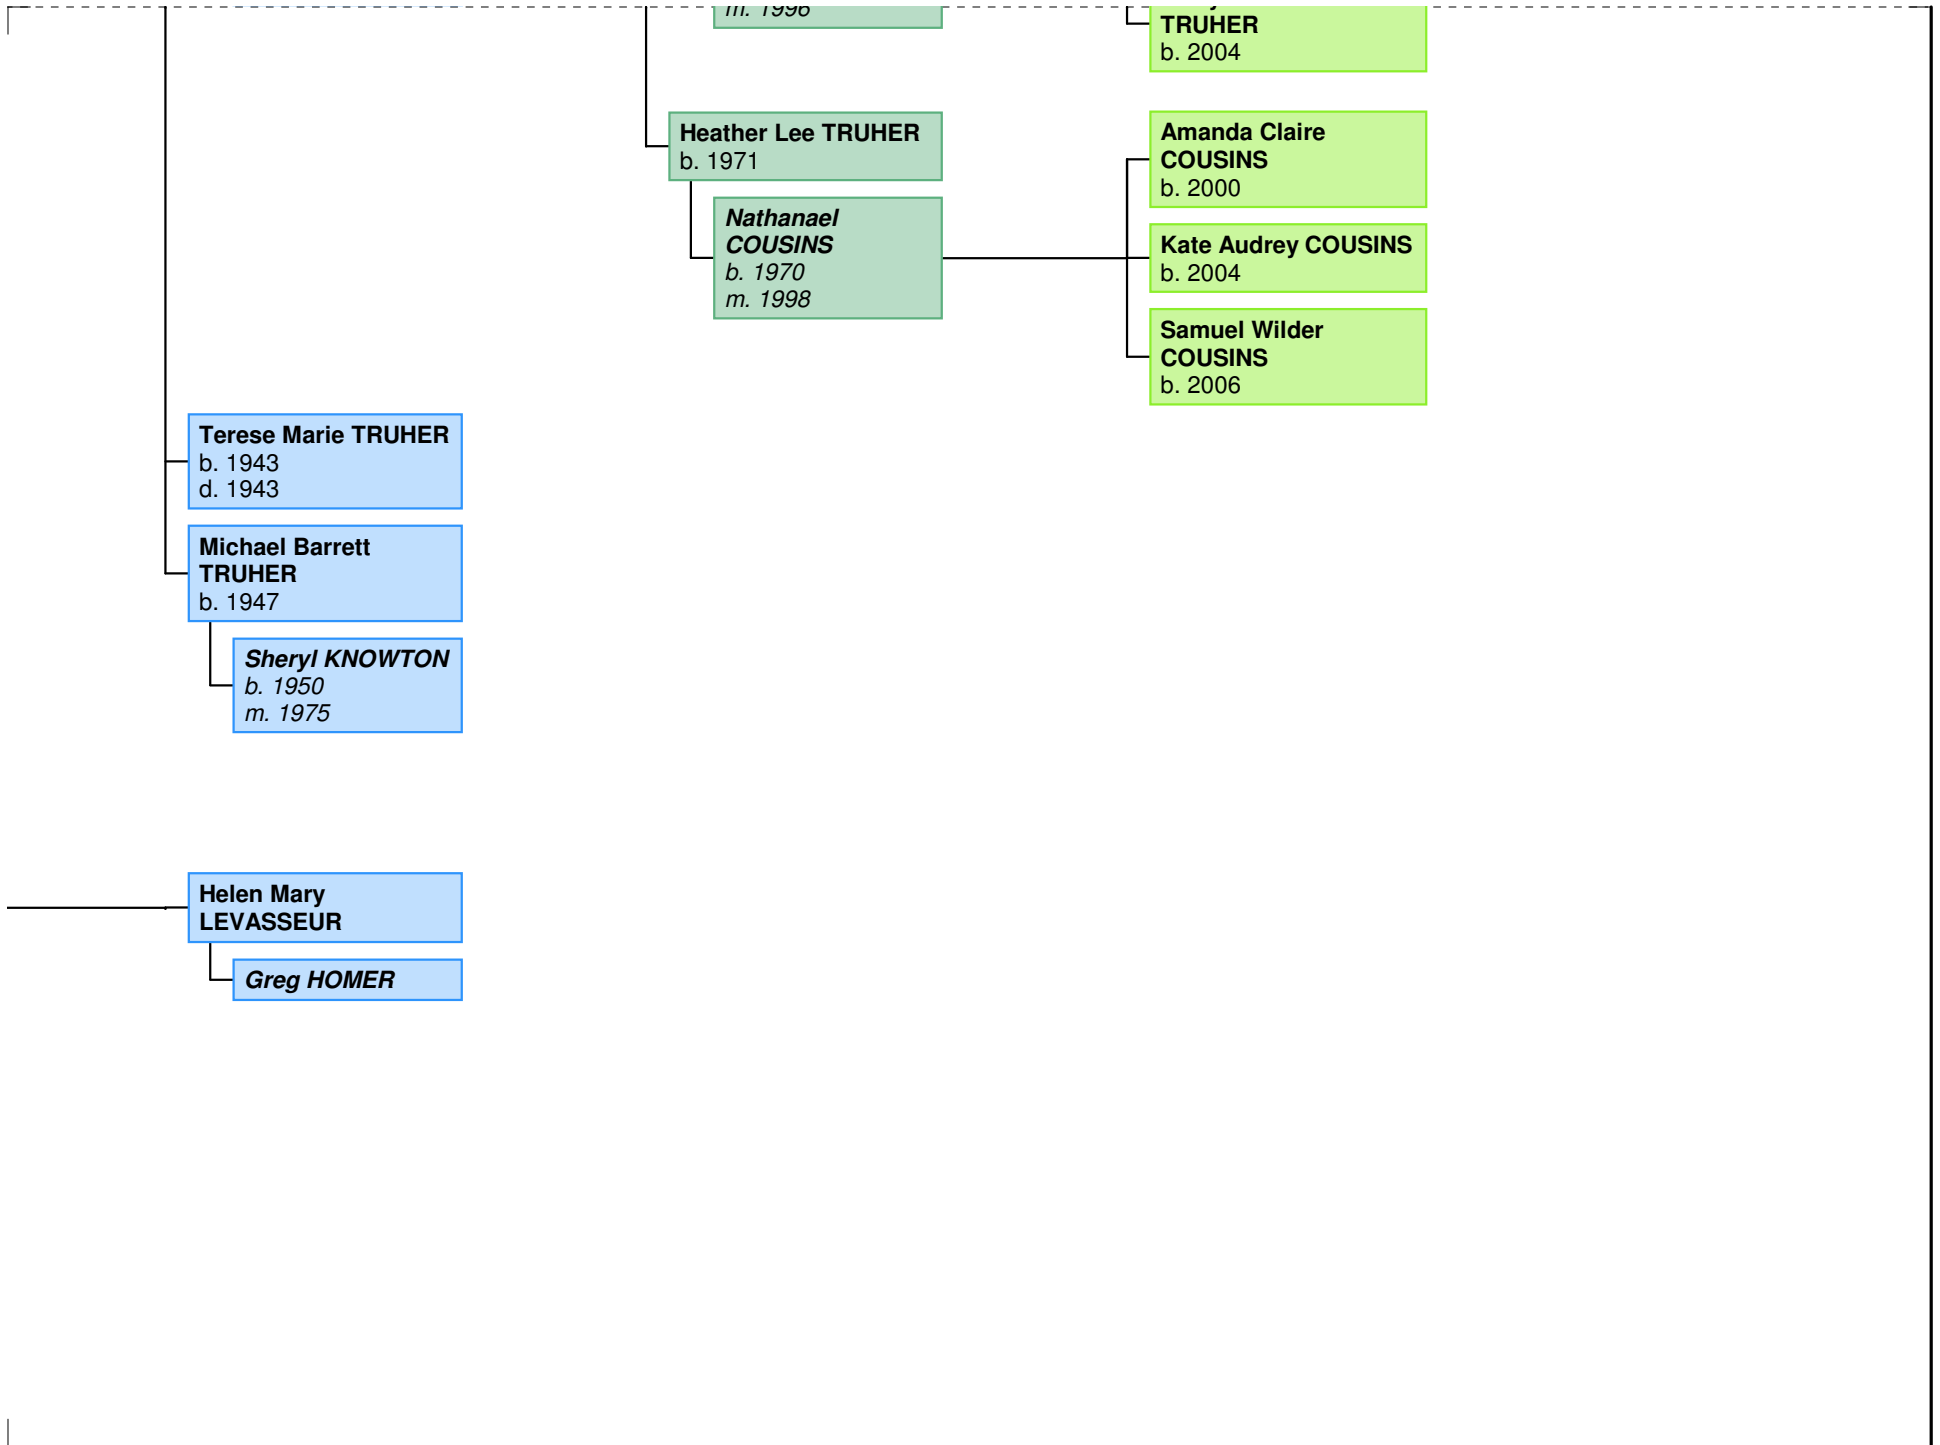 m. 1996
TRUHER
b. 2004
Heather Lee TRUHER
b. 1971
Nathanael
COUSINS
b. 1970
m. 1998
Amanda Claire
COUSINS
b. 2000
Kate Audrey COUSINS
b. 2004
Samuel Wilder
COUSINS
b. 2006
Terese Marie TRUHER
b. 1943
d. 1943
Michael Barrett
TRUHER
b. 1947
Sheryl KNOWTON
b. 1950
m. 1975
Helen Mary
LEVASSEUR
Greg HOMER